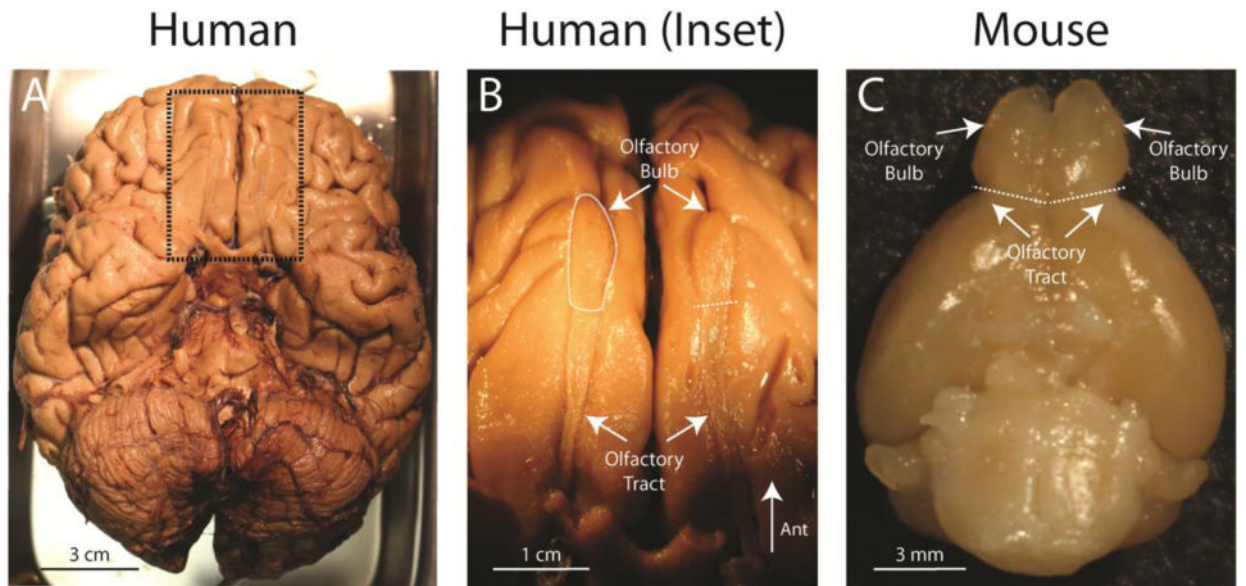 Human
Human (Inset)
Mouse
A
3 cm
B
Olfactory
Bulb
Olfactory
Tract
Ant
1 cm
C
Olfactory
Bulb
Olfactory
Bulb
Olfactory
Tract
3 mm